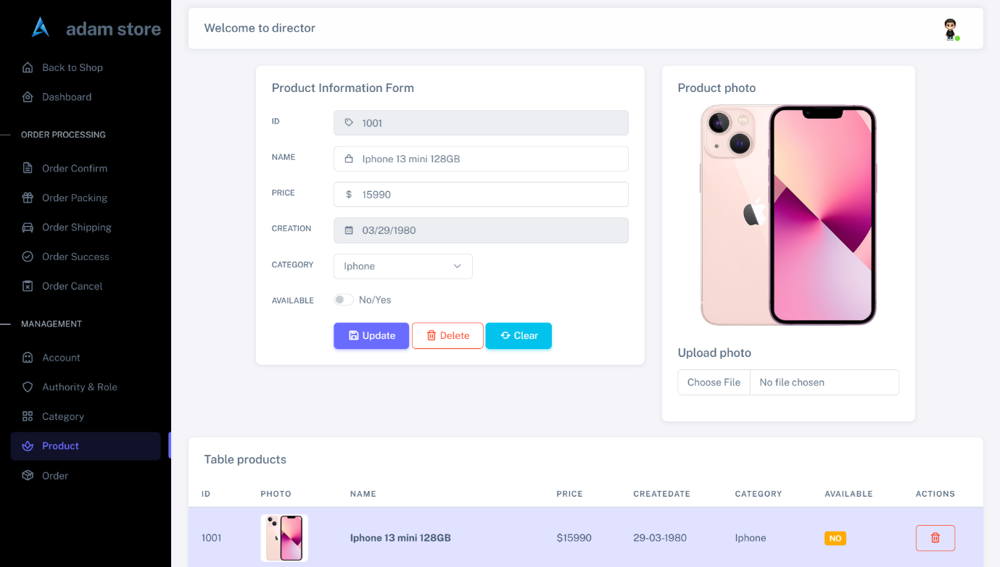 adam store
Back to Shop
Dashboard
ORDER PROCESSING
Order Confirm
Order Packing
Order Shipping
Order Success
Order Cancel
MANAGEMENT
Account
Authority & Role
Category
Product
Order
Welcome to director
Product Information Form
ID 1001
NAME Iphone 13 mini 128GB
PRICE $ 15990
CREATION 03/29/1980
CATEGORY Iphone
AVAILABLE No/Yes
Update Delete Clear
Product photo
Upload photo
Choose File No file chosen
Table products
ID PHOTO NAME PRICE CREATEDATE CATEGORY AVAILABLE ACTIONS
1001 Iphone 13 mini 128GB $15990 29-03-1980 Iphone NO